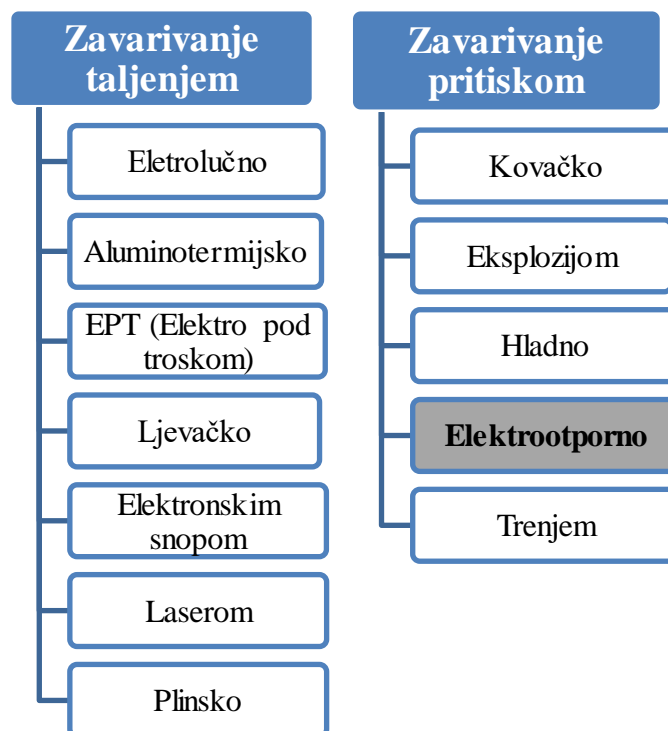 Zavarivanje
taljenjem
Eletrolučno
Aluminotermijsko
EPT (Elektro pod
troskom)
Ljevačko
Elektronskim
snopom
Laserom
Plinsko
Zavarivanje
pritiskom
Kovačko
Eksplozijom
Hladno
Elektrootporno
Trenjem